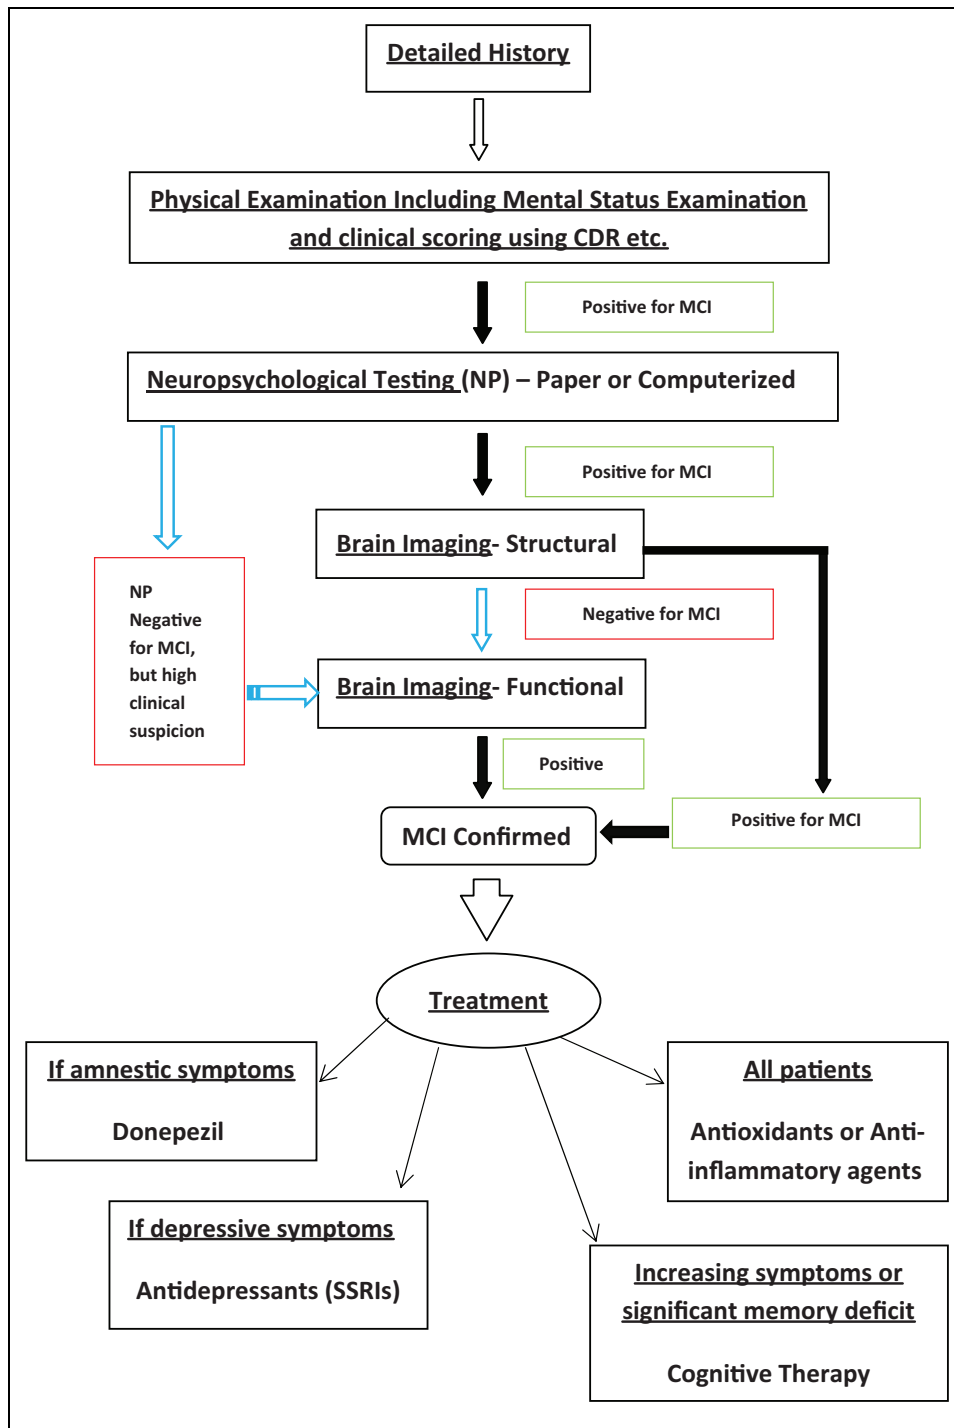 Detailed History
Physical Examination Including Mental Status Examination
and clinical scoring using CDR etc.
Positive for MCI
Neuropsychological Testing (NP) – Paper or Computerized
Positive for MCI
Brain Imaging- Structural
NP
Negative
for MCI,
but high
clinical
suspicion
Negative for MCI
Brain Imaging- Functional
Positive
Positive for MCI
MCI Confirmed
Treatment
If amnestic symptoms
Donepezil
All patients
Antioxidants or Anti-
inflammatory agents
If depressive symptoms
Antidepressants (SSRIs)
Increasing symptoms or
significant memory deficit
Cognitive Therapy